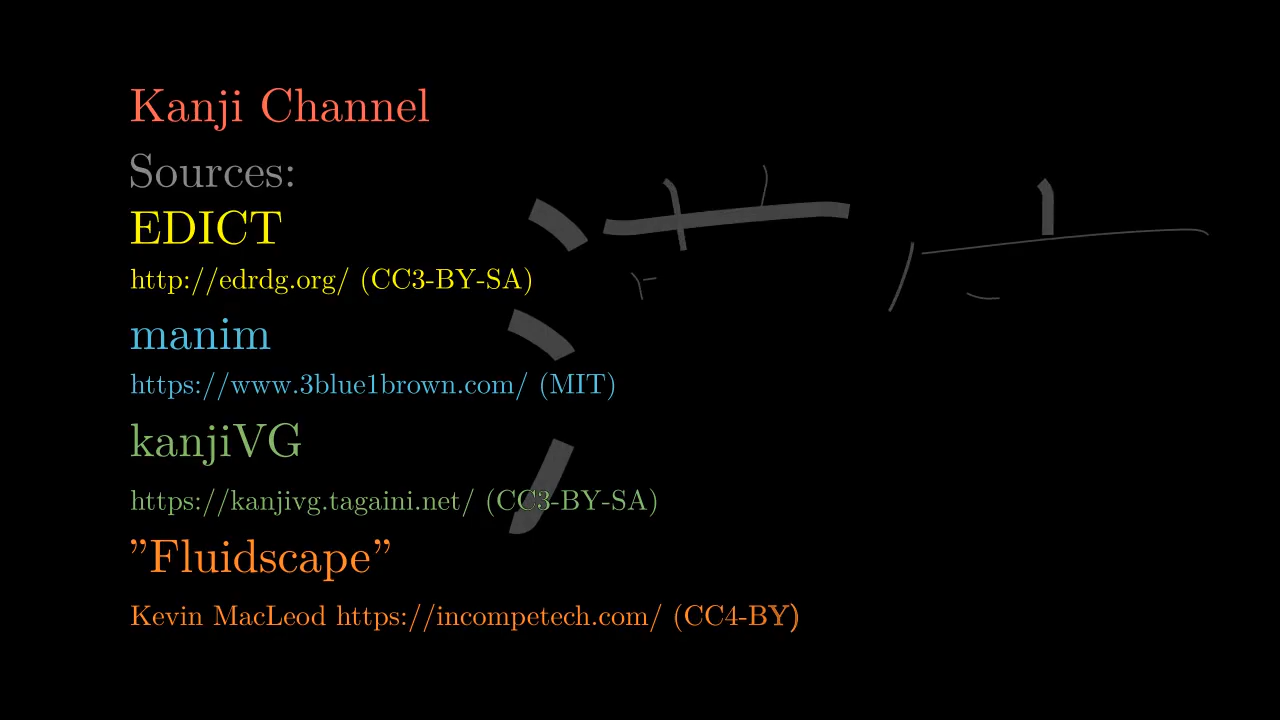 Kanji Channel
Sources:
EDICT
http://edrdg.org/ (CC3-BY-SA)
manim
https://www.3blue1brown.com/ (MIT)
kanjiVG
https://kanjivg.tagaini.net/ (CC3-BY-SA)
”Fluidscape”
Kevin MacLeod https://incompetech.com/ (CC4-BY)